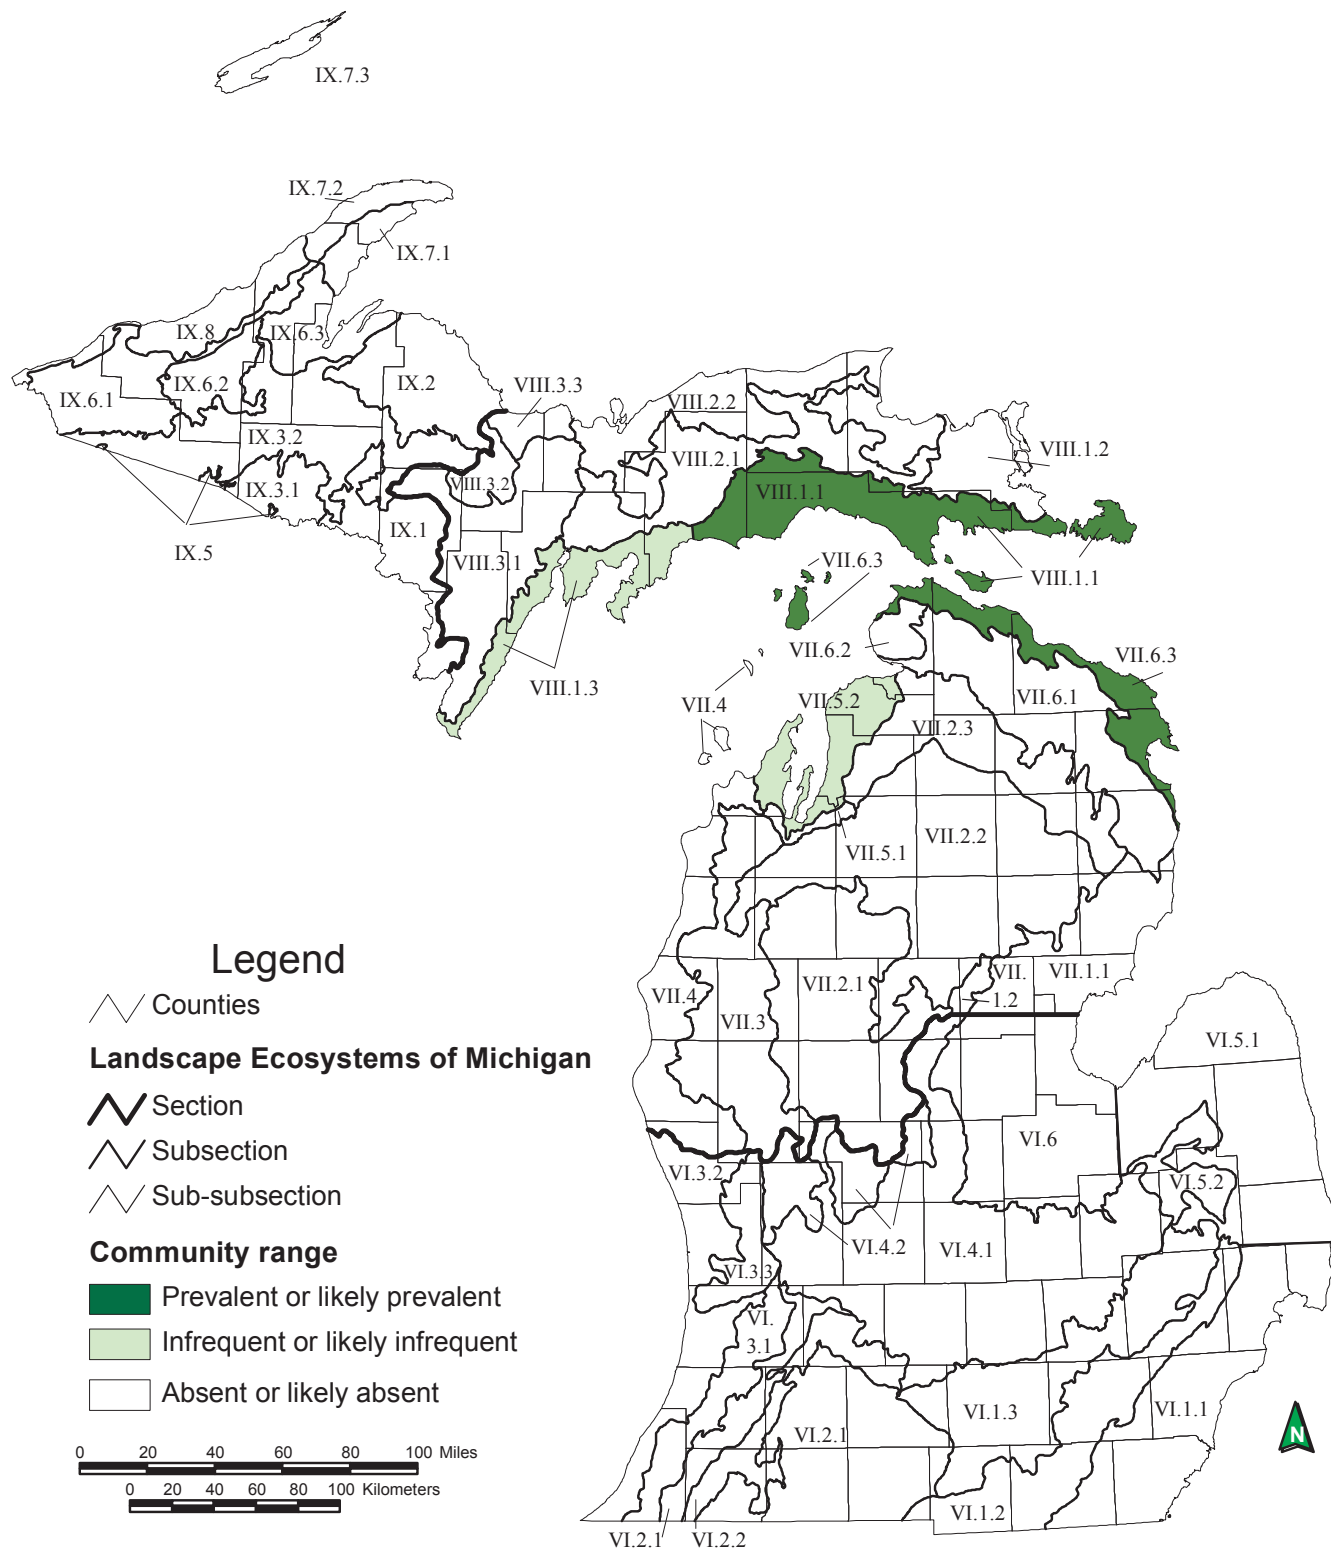 IX.7.3
IX.7.2
IX.7.1
IX.8
IX.6.3
IX.6.1
IX.6.2
IX.2
VIII.3.3
VIII.2.2
IX.3.2
VIII.2.1
VIII.1.2
IX.3.1
VIII.3.2
VIII.1.1
IX.1
IX.5
VIII.3.1
VII.6.3
VIII.1.1
VII.6.2
VII.6.3
VIII.1.3
VII.5.2
VII.6.1
VII.4
VII.2.3
VII.5.1
VII.2.2
VII.4
VII.3
VII.2.1
VII.
1.2
VII.1.1
VI.5.1
VI.6
VI.3.2
VI.5.2
VI.4.2
VI.4.1
VI.3.3
VI.
3.1
VI.1.3
VI.1.1
VI.2.1
VI.1.2
VI.2.1
VI.2.2
Legend
Counties
Landscape Ecosystems of Michigan
Section
Subsection
Sub-subsection
Community range
Prevalent or likely prevalent
Infrequent or likely infrequent
Absent or likely absent
0 20 40 60 80 100 Miles
0 20 40 60 80 100 Kilometers
N